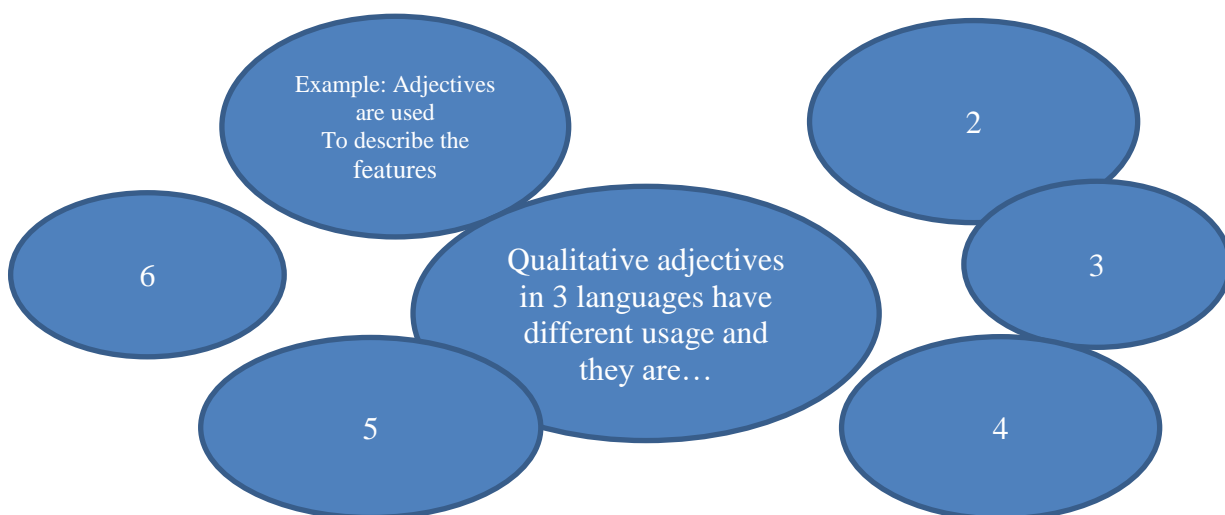 Example: Adjectives
are used
To describe the
features
2
3
6
Qualitative adjectives
in 3 languages have
different usage and
they are…
5
4